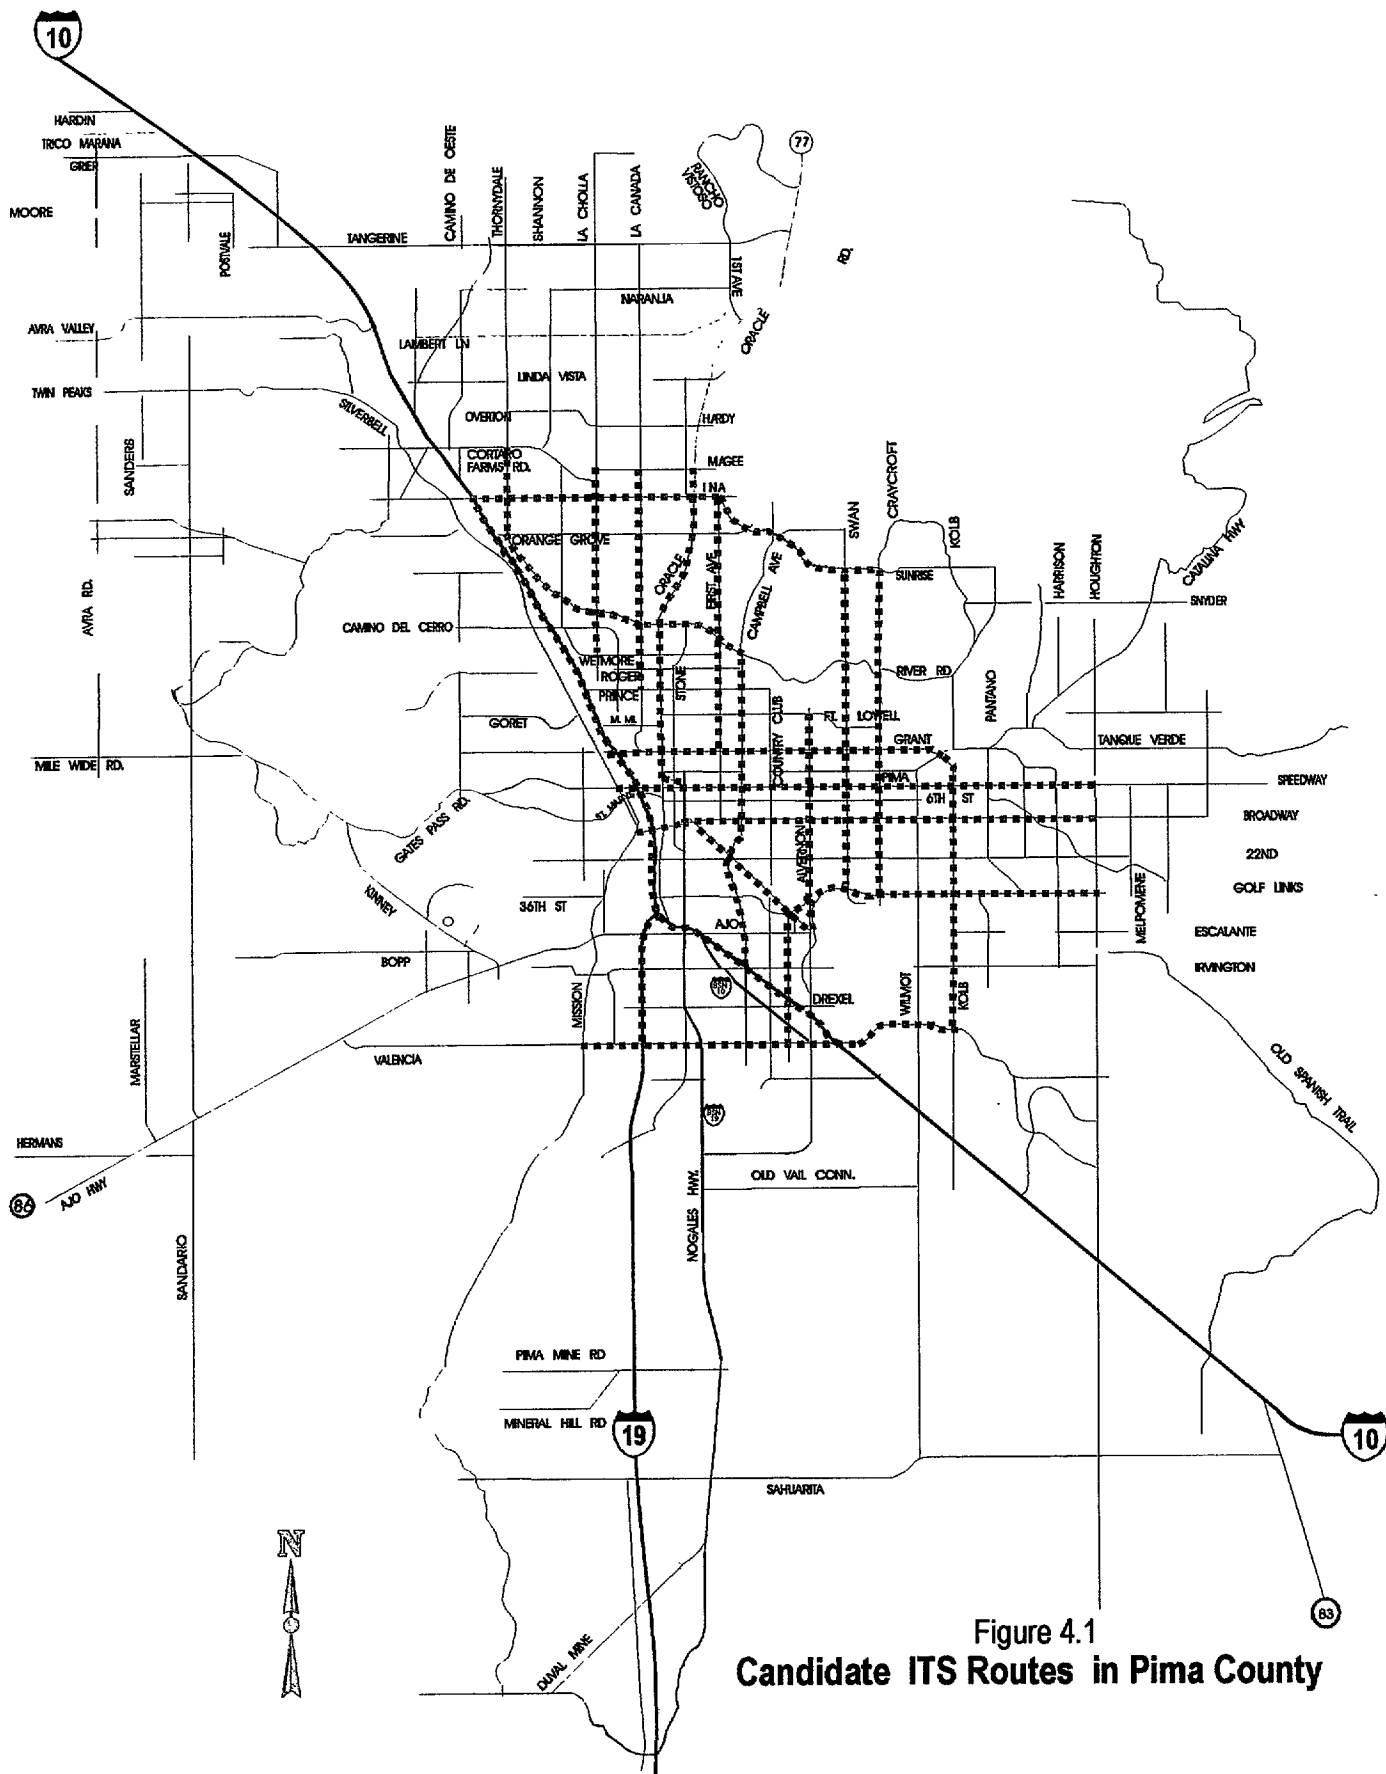 10
HARDIN
TRICO MARANA
GRIER
MOORE
POSTVALE
TANGERINE
CAMINO DE OESTE
THORNYDALE
SHANNON
LA CHOLLA
LA CANADA
RANCHO
VISTOSO
77
1ST AVE
ORACLE
RD.
NARANJA
AVRA VALLEY
LAMBERT LN
TWIN PEAKS
LINDA VISTA
SILVERBELL
OVERTON
HARDY
SANDERS
CORTARO
FARMS RD.
MAGEE
INA
SWAN
CRAYCROFT
KOLB
HARRISON
HOUGHTON
CATALINA HWY
ORANGE GROVE
ORACLE
FIRST AVE
CAMPBELL AVE
SUNRISE
SNYDER
AVRA RD.
CAMINO DEL CERRO
WETMORE
ROGER
PRINCE
STONE
RIVER RD
PANTANO
GORET
M. MI.
COUNTRY CLUB
FT. LOWELL
GRANT
TANQUE VERDE
MILE WIDE RD.
PIMA
SPEEDWAY
6TH ST
ST. MARYS
BROADWAY
GATES PASS RD.
ALVERNON
22ND
KINNEY
GOLF LINKS
36TH ST
AJO
MELPOMENE
ESCALANTE
BOPP
IRVINGTON
MISSION
BSN
10
DREXEL
WILMOT
KOLB
MARSTELLAR
VALENCIA
OLD SPANISH TRAIL
BSN
19
HERMANS
OLD VAIL CONN.
86
AJO HWY
NOGALES HWY.
SANDARIO
PIMA MINE RD
MINERAL HILL RD
19
10
SAHUARITA
N
83
DUVAL MINE
Figure 4.1
Candidate ITS Routes in Pima County